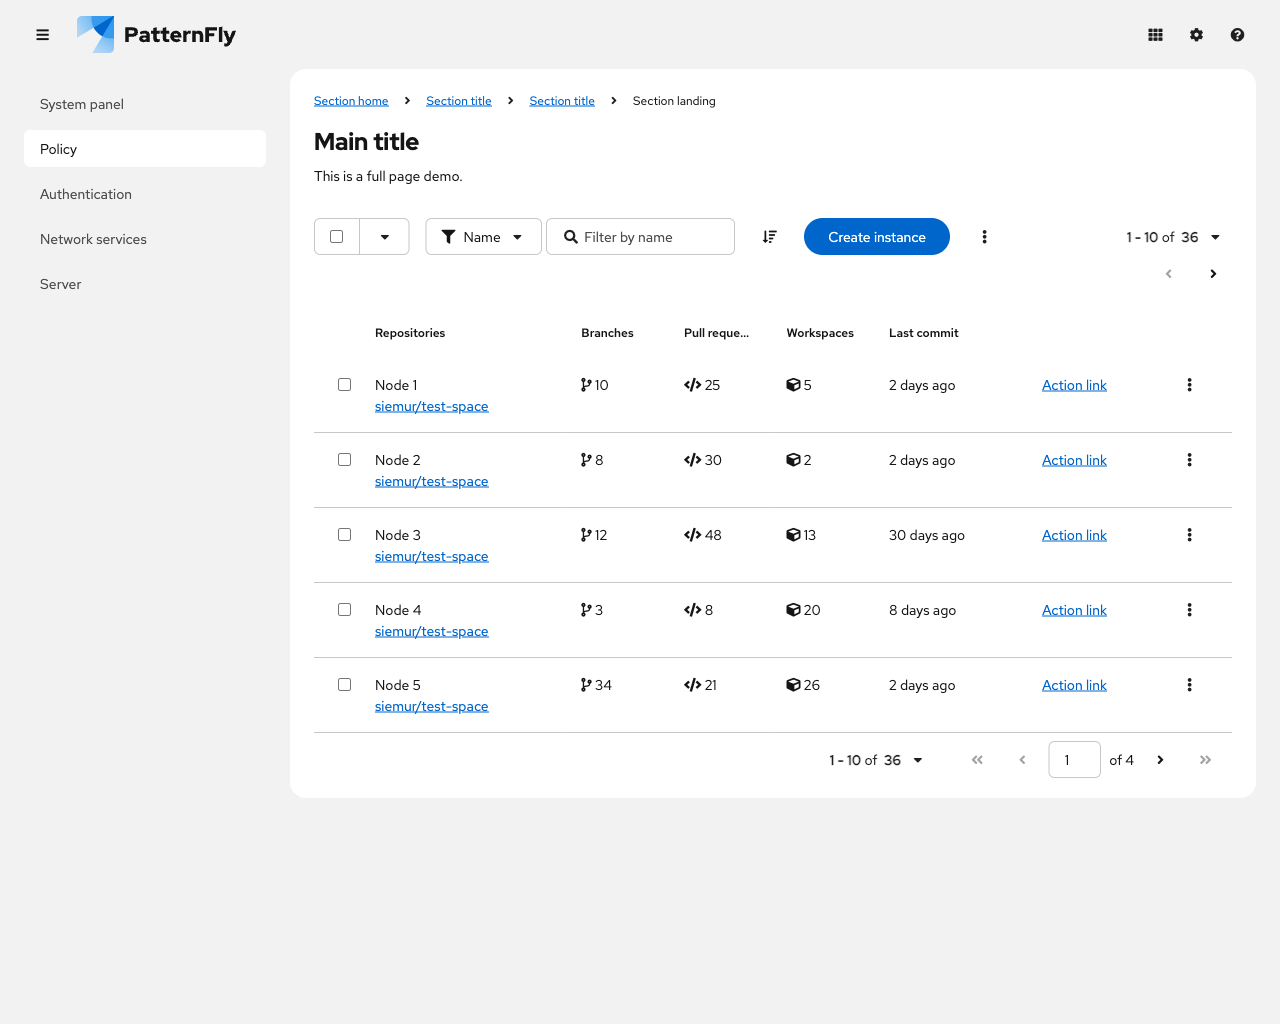 PatternFly
System panel
Policy
Authentication
Network services
Server
Section home Section title Section title Section landing
Main title
This is a full page demo.
Name Filter by name Create instance 1 - 10 of 36
Repositories Branches Pull reque... Workspaces Last commit
Node 1 10 25 5 2 days ago Action link
siemur/test-space
Node 2 8 30 2 2 days ago Action link
siemur/test-space
Node 3 12 48 13 30 days ago Action link
siemur/test-space
Node 4 3 8 20 8 days ago Action link
siemur/test-space
Node 5 34 21 26 2 days ago Action link
siemur/test-space
1 - 10 of 36 1 of 4